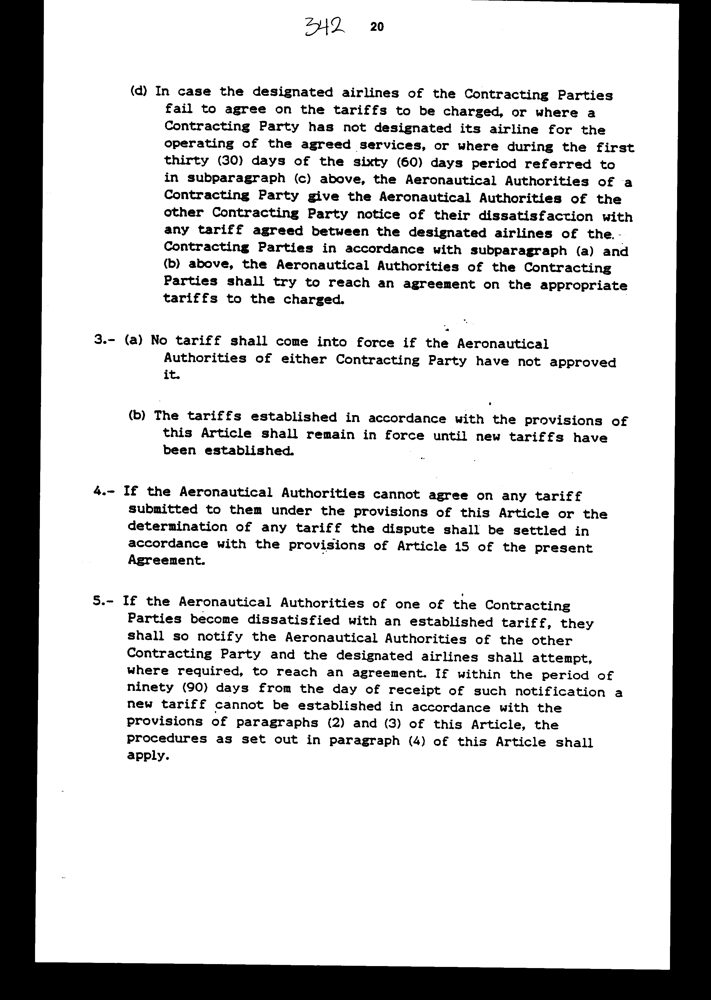 342 20
(d) In case the designated airlines of the Contracting Parties
fail to agree on the tariffs to be charged, or where a
Contracting Party has not designated its airline for the
operating of the agreed services, or where during the first
thirty (30) days of the sixty (60) days period referred to
in subparagraph (c) above, the Aeronautical Authorities of a
Contracting Party give the Aeronautical Authorities of the
other Contracting Party notice of their dissatisfaction with
any tariff agreed between the designated airlines of the
Contracting Parties in accordance with subparagraph (a) and
(b) above, the Aeronautical Authorities of the Contracting
Parties shall try to reach an agreement on the appropriate
tariffs to the charged.
3.- (a) No tariff shall come into force if the Aeronautical
Authorities of either Contracting Party have not approved
it.
(b) The tariffs established in accordance with the provisions of
this Article shall remain in force until new tariffs have
been established.
4.- If the Aeronautical Authorities cannot agree on any tariff
submitted to them under the provisions of this Article or the
determination of any tariff the dispute shall be settled in
accordance with the provisions of Article 15 of the present
Agreement.
5.- If the Aeronautical Authorities of one of the Contracting
Parties become dissatisfied with an established tariff, they
shall so notify the Aeronautical Authorities of the other
Contracting Party and the designated airlines shall attempt,
where required, to reach an agreement. If within the period of
ninety (90) days from the day of receipt of such notification a
new tariff cannot be established in accordance with the
provisions of paragraphs (2) and (3) of this Article, the
procedures as set out in paragraph (4) of this Article shall
apply.